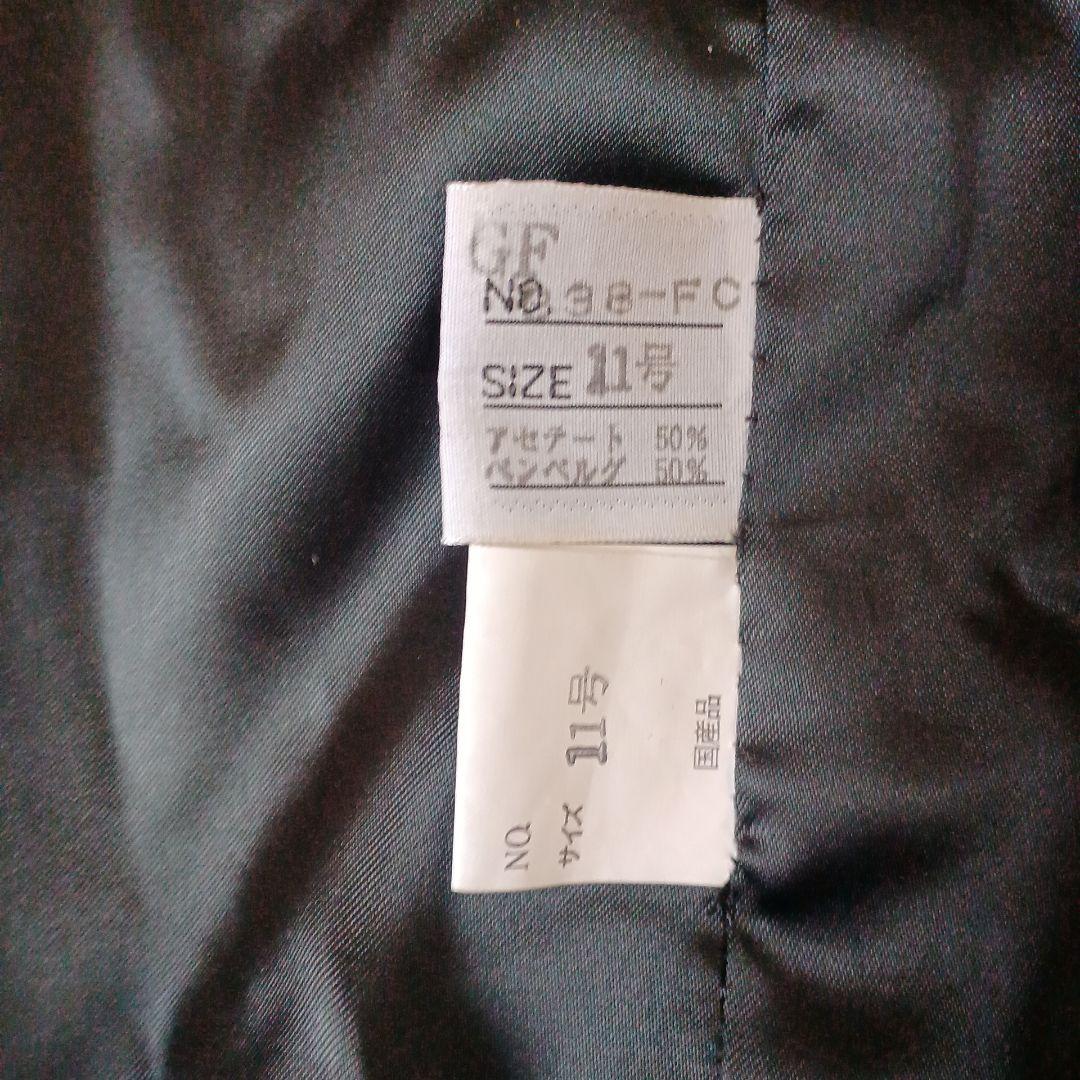 GF
NO.38-FC
SIZE 11号
アセテート 50%
ベンベルグ 50%
NO.
サイズ 11号
国産品